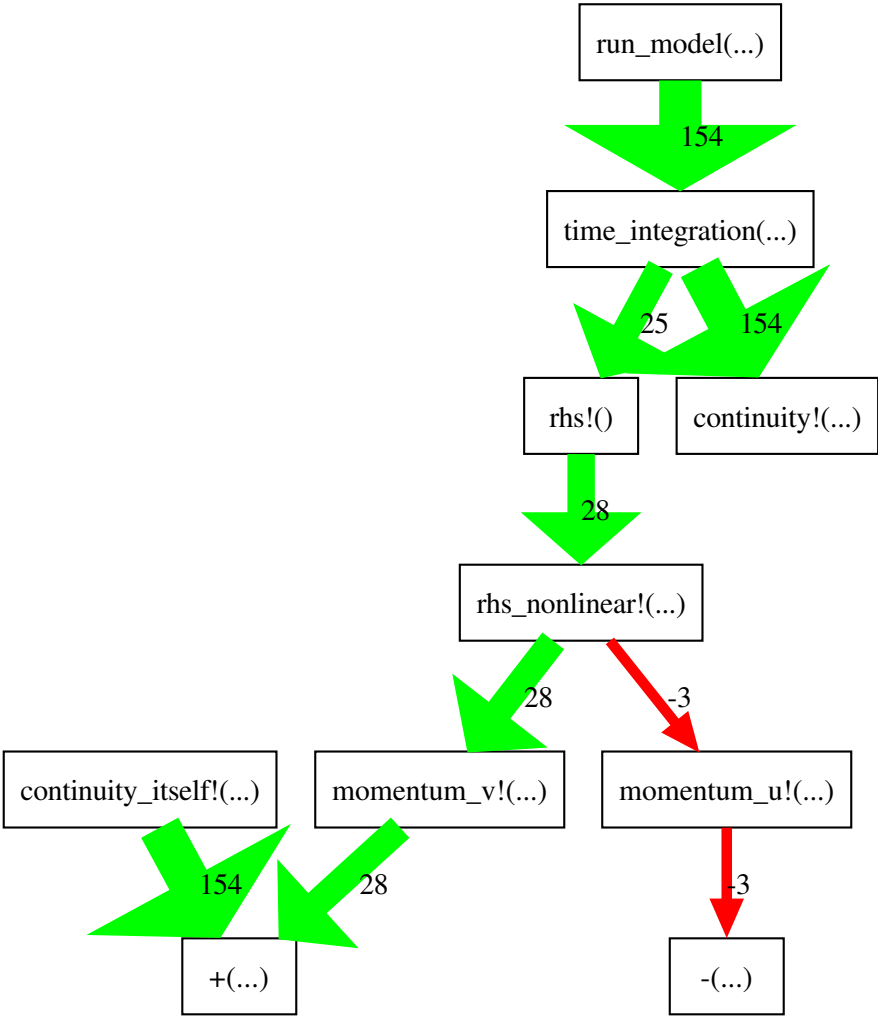 run_model(...)
154
time_integration(...)
25
154
rhs!()
continuity!(...)
28
rhs_nonlinear!(...)
28
-3
continuity_itself!(...)
momentum_v!(...)
momentum_u!(...)
154
28
-3
+(...)
-(...)